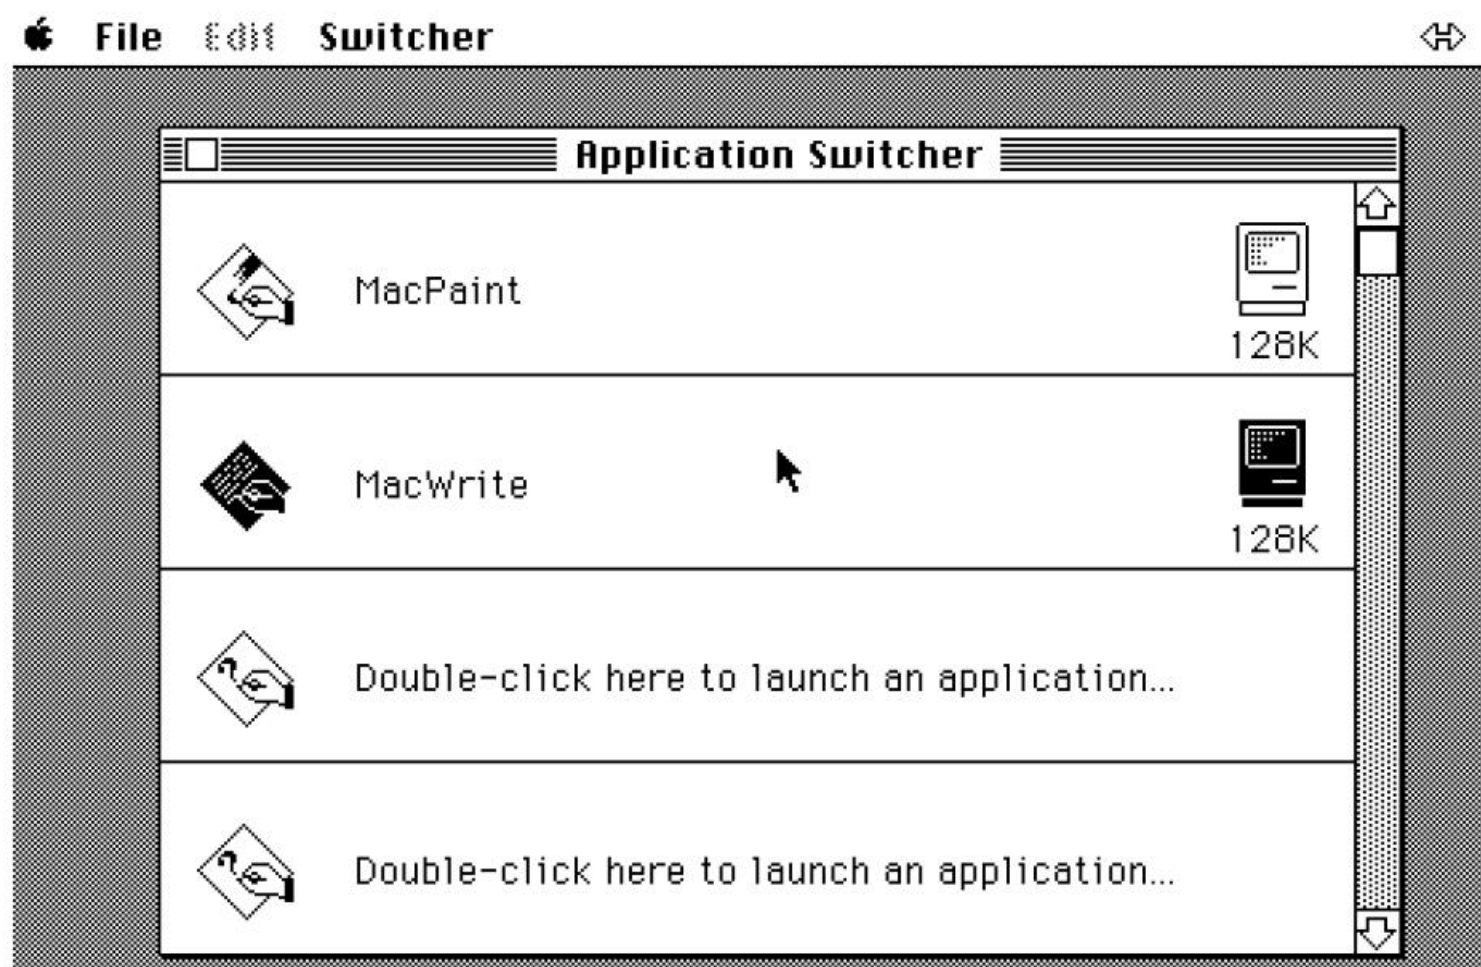 File Edit Switcher
Application Switcher
MacPaint
128K
MacWrite
128K
Double-click here to launch an application...
Double-click here to launch an application...